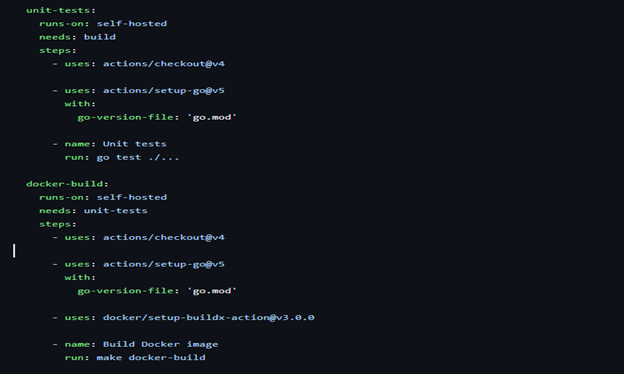 unit-tests:
runs-on: self-hosted
needs: build
steps:
- uses: actions/checkout@v4
- uses: actions/setup-go@v5
with:
go-version-file: 'go.mod'
- name: Unit tests
run: go test ./...
docker-build:
runs-on: self-hosted
needs: unit-tests
steps:
- uses: actions/checkout@v4
- uses: actions/setup-go@v5
with:
go-version-file: 'go.mod'
- uses: docker/setup-buildx-action@v3.0.0
- name: Build Docker image
run: make docker-build